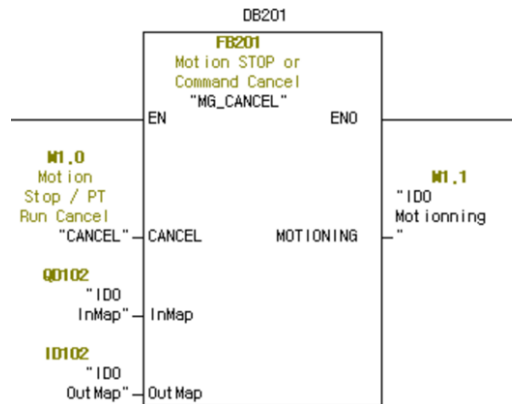 DB201
FB201
Motion STOP or
Command Cancel
"MG_CANCEL"
EN
ENO
M1.0
Motion
Stop / PT
Run Cancel
"CANCEL"
CANCEL
MOTIONING
M1.1
"ID0
Motionning
"
QD102
"ID0
InMap"
InMap
ID102
"ID0
OutMap"
OutMap